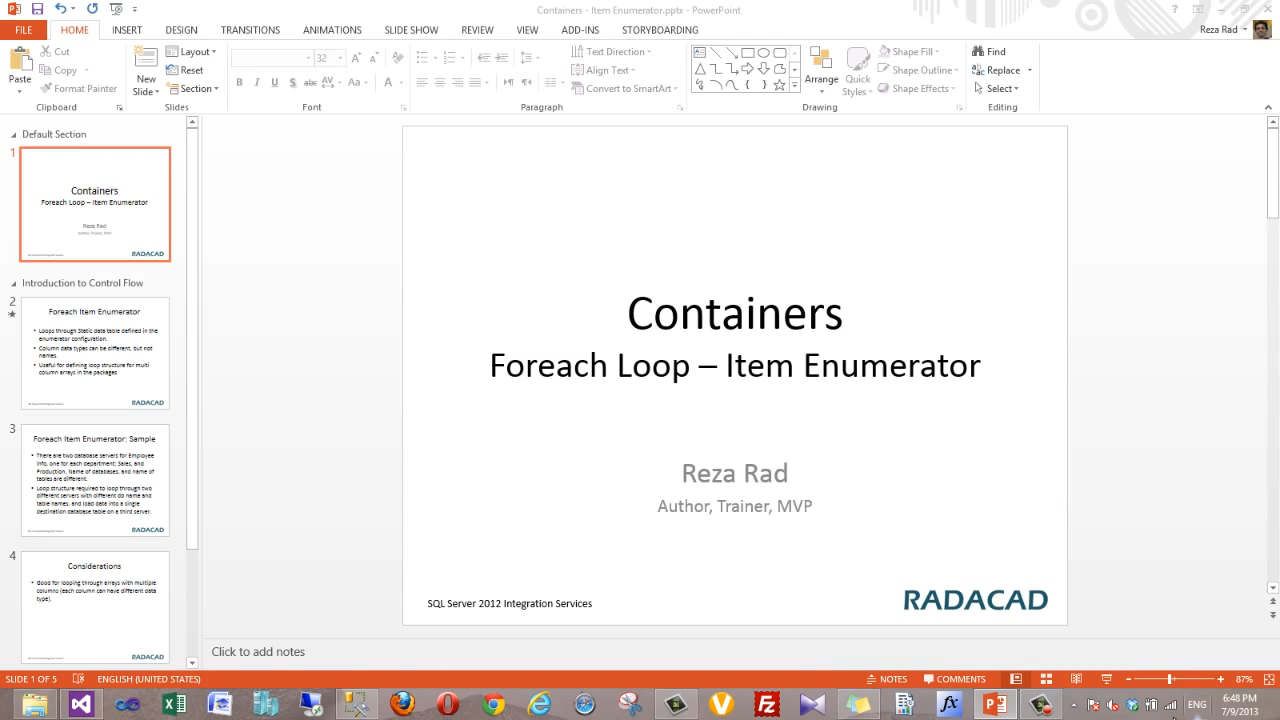 Containers - Item Enumerator.pptx - PowerPoint
FILE HOME INSERT DESIGN TRANSITIONS ANIMATIONS SLIDE SHOW REVIEW VIEW ADD-INS STORYBOARDING Reza Rad
Paste
Cut
Copy
Format Painter
Clipboard
New
Slide
Layout
Reset
Section
Slides
32
B I U S abc AV Aa A
Font
Text Direction
Align Text
Convert to SmartArt
Paragraph
Arrange
Quick
Styles
Shape Fill
Shape Outline
Shape Effects
Drawing
Find
Replace
Select
Editing
Default Section
1
Containers
Foreach Loop – Item Enumerator
Reza Rad
Author, Trainer, MVP
RADACAD
Introduction to Control Flow
2
Foreach Item Enumerator
• Loops through Static data table defined in the
enumerator configuration.
• Column data types can be different, but not
names.
• Useful for defining loop structure for multi
column arrays in the packages
RADACAD
3
Foreach Item Enumerator: Sample
• There are two database servers for Employee
info, one for each department; Sales, and
Production. Name of databases, and name of
tables are different.
• Loop structure required to loop through two
different servers with different db name and
table names, and load data into a single
destination database table on a third server.
RADACAD
4
Considerations
• Good for looping through arrays with multiple
columns (each column can have different data
type).
RADACAD
Containers
Foreach Loop – Item Enumerator
Reza Rad
Author, Trainer, MVP
SQL Server 2012 Integration Services
RADACAD
Click to add notes
SLIDE 1 OF 5 ENGLISH (UNITED STATES) NOTES COMMENTS 87%
ENG
6:48 PM
7/9/2013